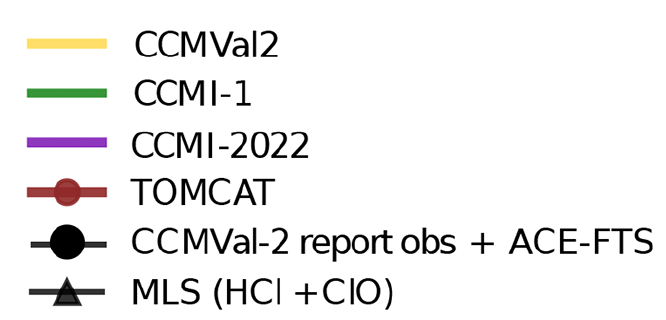 CCMVal2
CCMI-1
CCMI-2022
TOMCAT
CCMVal-2 report obs + ACE-FTS
MLS (HCl +ClO)